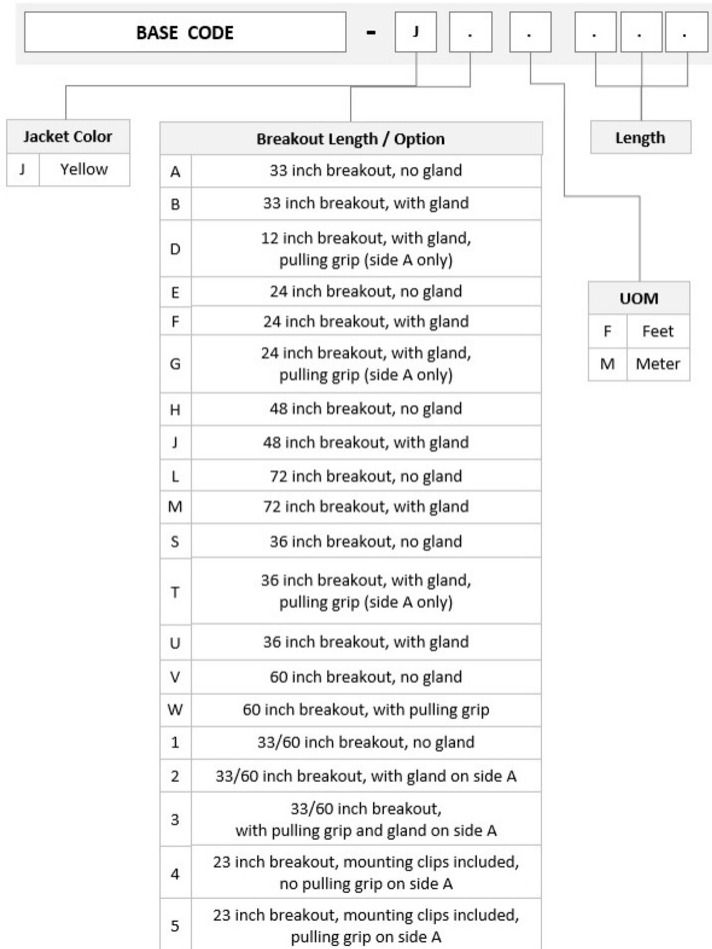 BASE CODE - J . . . . .
Jacket Color
J Yellow
Breakout Length / Option
A 33 inch breakout, no gland
B 33 inch breakout, with gland
D 12 inch breakout, with gland,
pulling grip (side A only)
E 24 inch breakout, no gland
F 24 inch breakout, with gland
G 24 inch breakout, with gland,
pulling grip (side A only)
H 48 inch breakout, no gland
J 48 inch breakout, with gland
L 72 inch breakout, no gland
M 72 inch breakout, with gland
S 36 inch breakout, no gland
T 36 inch breakout, with gland,
pulling grip (side A only)
U 36 inch breakout, with gland
V 60 inch breakout, no gland
W 60 inch breakout, with pulling grip
1 33/60 inch breakout, no gland
2 33/60 inch breakout, with gland on side A
3 33/60 inch breakout,
with pulling grip and gland on side A
4 23 inch breakout, mounting clips included,
no pulling grip on side A
5 23 inch breakout, mounting clips included,
pulling grip on side A
Length
UOM
F Feet
M Meter